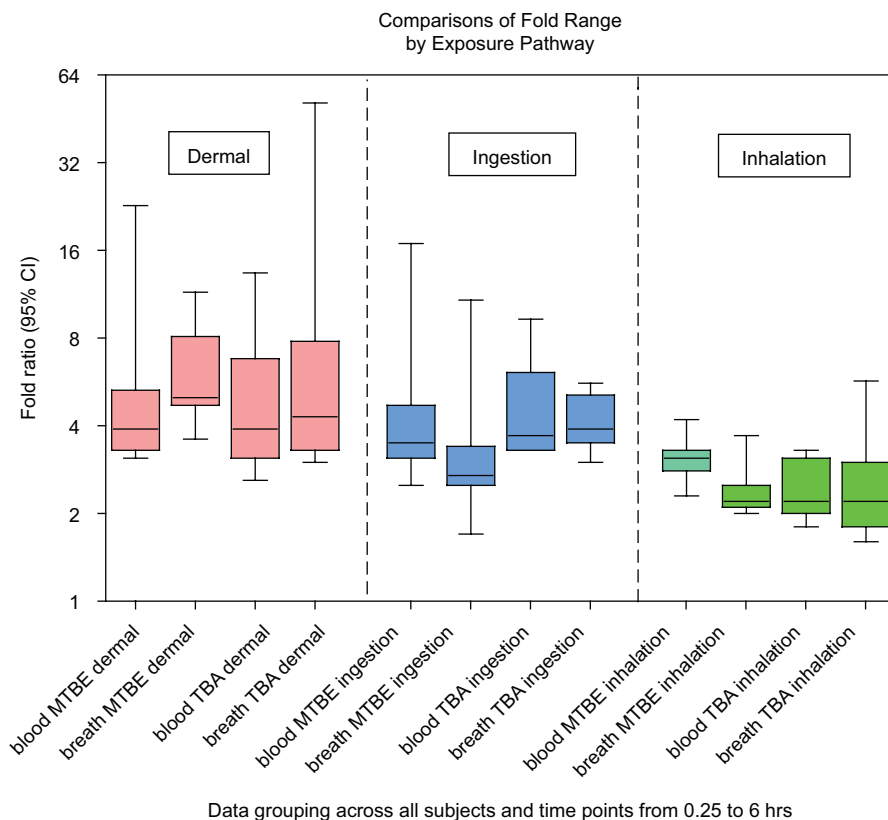 Comparisons of Fold Range
by Exposure Pathway
Fold ratio (95% CI)
64
32
16
8
4
2
1
Dermal
Ingestion
Inhalation
blood MTBE dermal
breath MTBE dermal
blood TBA dermal
breath TBA dermal
blood MTBE ingestion
breath MTBE ingestion
blood TBA ingestion
breath TBA ingestion
blood MTBE inhalation
breath MTBE inhalation
blood TBA inhalation
breath TBA inhalation
Data grouping across all subjects and time points from 0.25 to 6 hrs